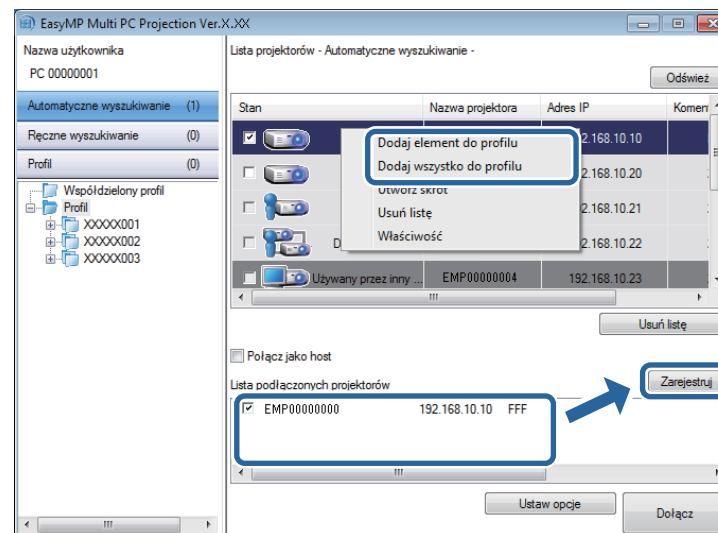 EasyMP Multi PC Projection Ver.X.XX
Nazwa użytkownika
PC 00000001
Automatyczne wyszukiwanie (1)
Ręczne wyszukiwanie (0)
Profil (0)
Współdzielony profil
Profil
XXXXX001
XXXXX002
XXXXX003
Lista projektorów - Automatyczne wyszukiwanie -
Odśwież
Stan Nazwa projektora Adres IP
2.168.10.10
2.168.10.20
2.168.10.21
D 2.168.10.22
Używany przez inny ... EMP00000004 192.168.10.23
Dodaj element do profilu
Dodaj wszystko do profilu
Utwórz skrót
Usuń listę
Właściwość
Usuń listę
Połącz jako host
Zarejestruj
Lista podłączonych projektorów
EMP00000000 192.168.10.10 FFF
Ustaw opcje
Dołącz